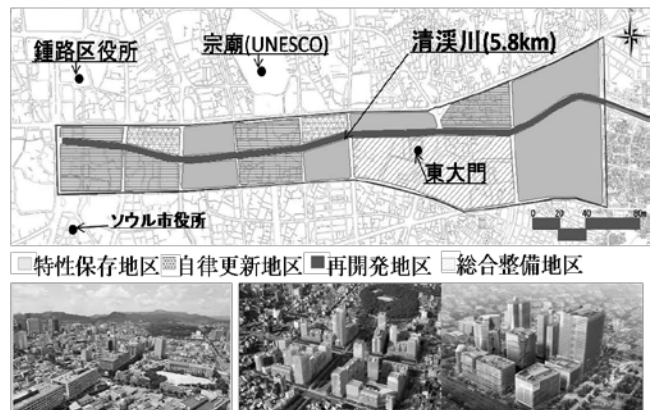 鍾路区役所
宗廟(UNESCO)
清渓川(5.8km)
東大門
ソウル市役所
0 20 40 80m
特性保存地区 自律更新地区 再開発地区 総合整備地区